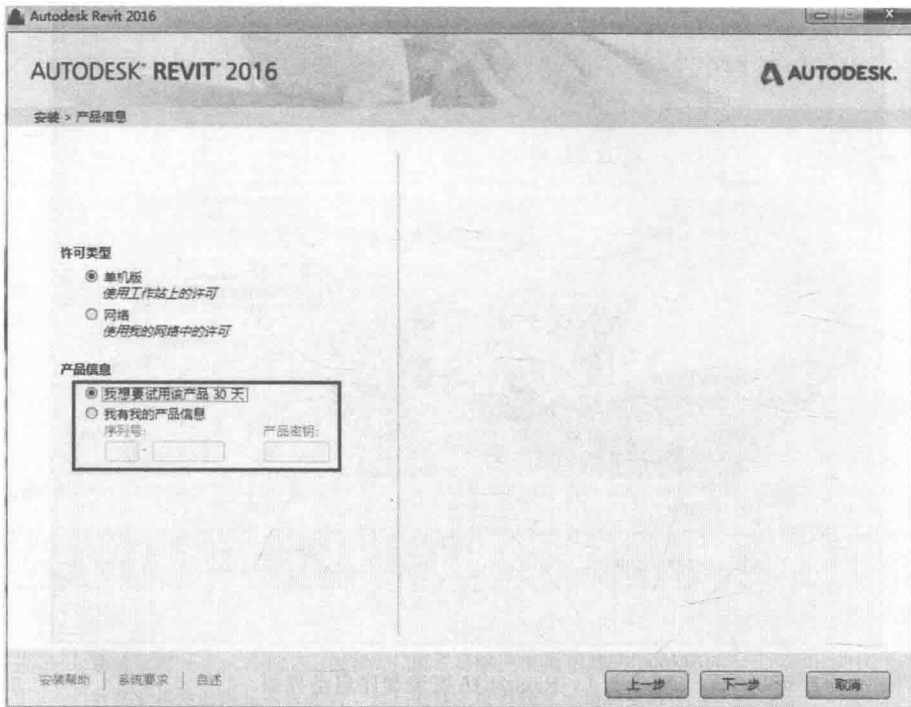 Autodesk Revit 2016
AUTODESK® REVIT® 2016
AUTODESK.
安装 > 产品信息
许可类型
单机版
使用工作站上的许可
网络
使用我的网络中的许可
产品信息
我想要试用该产品 30 天
我有我的产品信息
序列号:
产品密钥:
-
安装帮助 | 系统要求 | 自述
上一步
下一步
取消